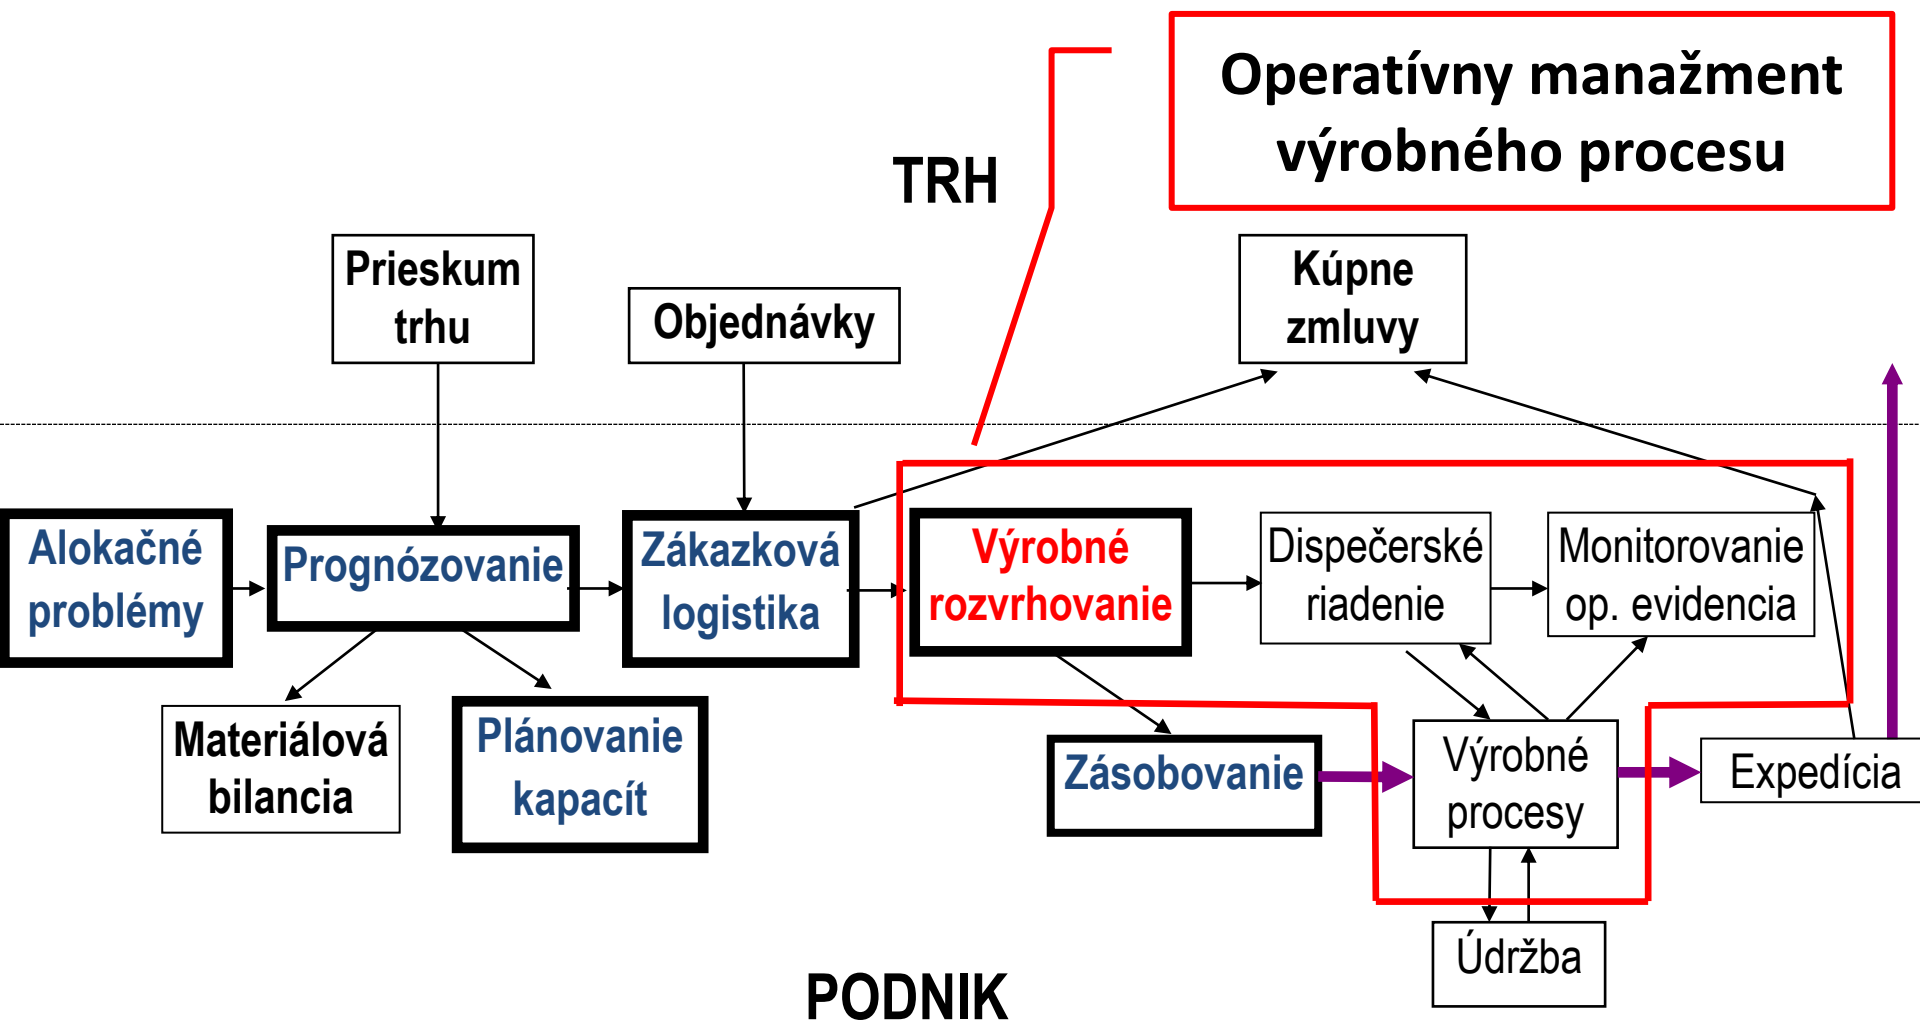 Operatívny manažment
výrobného procesu
TRH
Prieskum
trhu
Objednávky
Kúpne
zmluvy
Alokačné
problémy
Prognózovanie
Zákazková
logistika
Výrobné
rozvrhovanie
Dispečerské
riadenie
Monitorovanie
op. evidencia
Materiálová
bilancia
Plánovanie
kapacít
Zásobovanie
Výrobné
procesy
Expedícia
Údržba
PODNIK